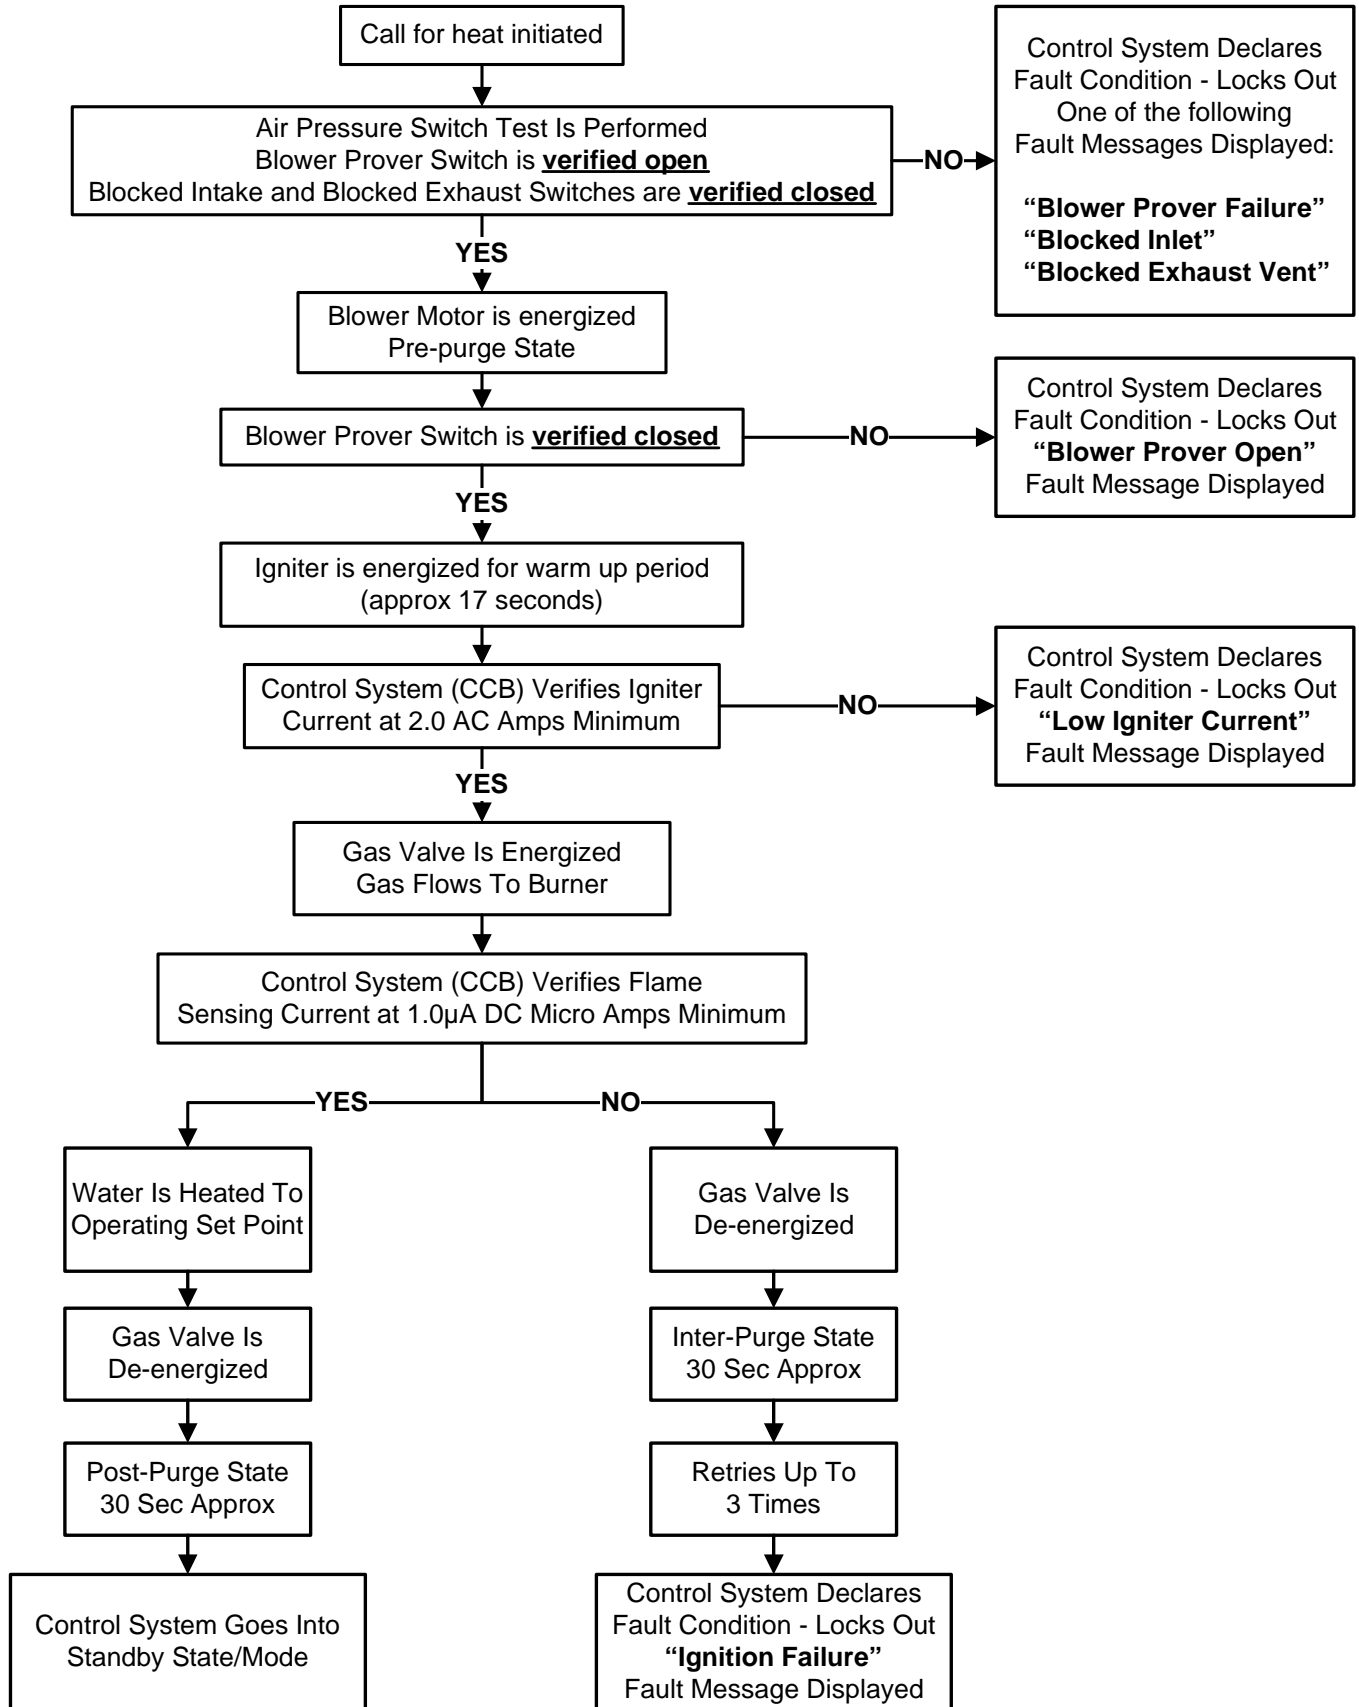 Call for heat initiated
Air Pressure Switch Test Is Performed
Blower Prover Switch is verified open
Blocked Intake and Blocked Exhaust Switches are verified closed
NO
Control System Declares
Fault Condition - Locks Out
One of the following
Fault Messages Displayed:
“Blower Prover Failure”
“Blocked Inlet”
“Blocked Exhaust Vent”
YES
Blower Motor is energized
Pre-purge State
Blower Prover Switch is verified closed
NO
Control System Declares
Fault Condition - Locks Out
“Blower Prover Open”
Fault Message Displayed
YES
Igniter is energized for warm up period
(approx 17 seconds)
Control System (CCB) Verifies Igniter
Current at 2.0 AC Amps Minimum
NO
Control System Declares
Fault Condition - Locks Out
“Low Igniter Current”
Fault Message Displayed
YES
Gas Valve Is Energized
Gas Flows To Burner
Control System (CCB) Verifies Flame
Sensing Current at 1.0µA DC Micro Amps Minimum
YES
NO
Water Is Heated To
Operating Set Point
Gas Valve Is
De-energized
Post-Purge State
30 Sec Approx
Control System Goes Into
Standby State/Mode
Gas Valve Is
De-energized
Inter-Purge State
30 Sec Approx
Retries Up To
3 Times
Control System Declares
Fault Condition - Locks Out
“Ignition Failure”
Fault Message Displayed